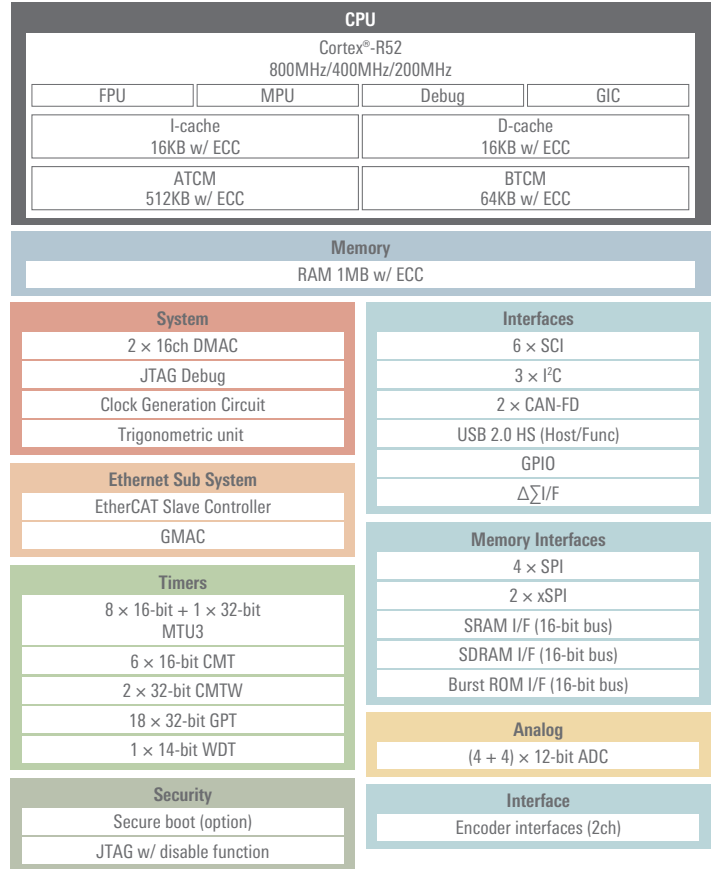 CPU
Cortex®-R52
800MHz/400MHz/200MHz
FPU MPU Debug GIC
I-cache
16KB w/ ECC
D-cache
16KB w/ ECC
ATCM
512KB w/ ECC
BTCM
64KB w/ ECC
Memory
RAM 1MB w/ ECC
System
2 × 16ch DMAC
JTAG Debug
Clock Generation Circuit
Trigonometric unit
Ethernet Sub System
EtherCAT Slave Controller
GMAC
Timers
8 × 16-bit + 1 × 32-bit
MTU3
6 × 16-bit CMT
2 × 32-bit CMTW
18 × 32-bit GPT
1 × 14-bit WDT
Security
Secure boot (option)
JTAG w/ disable function
Interfaces
6 × SCI
3 × I²C
2 × CAN-FD
USB 2.0 HS (Host/Func)
GPIO
Δ∑I/F
Memory Interfaces
4 × SPI
2 × xSPI
SRAM I/F (16-bit bus)
SDRAM I/F (16-bit bus)
Burst ROM I/F (16-bit bus)
Analog
(4 + 4) × 12-bit ADC
Interface
Encoder interfaces (2ch)